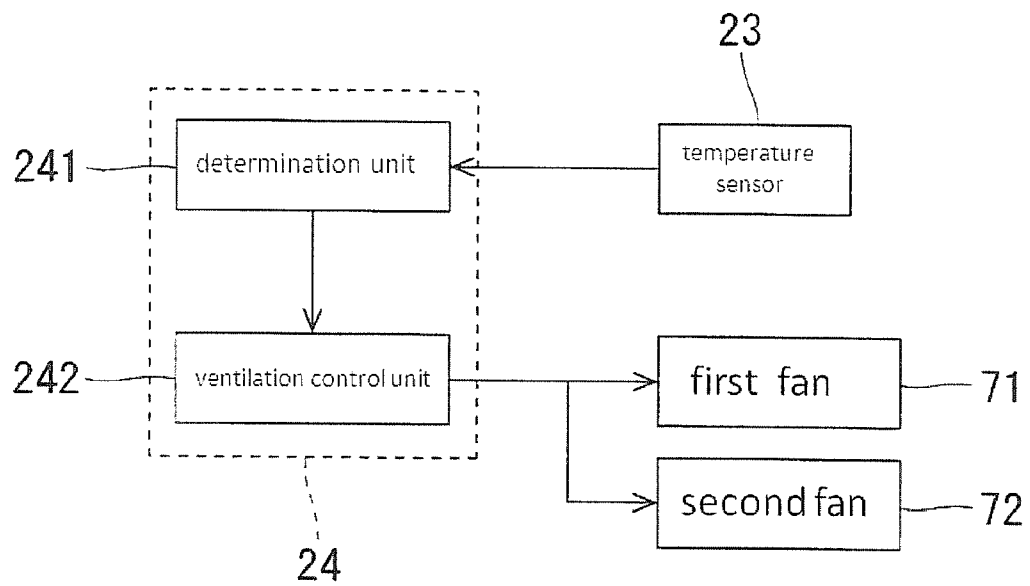 23
241
determination unit
temperature
sensor
242
ventilation control unit
first fan
71
second fan
72
24